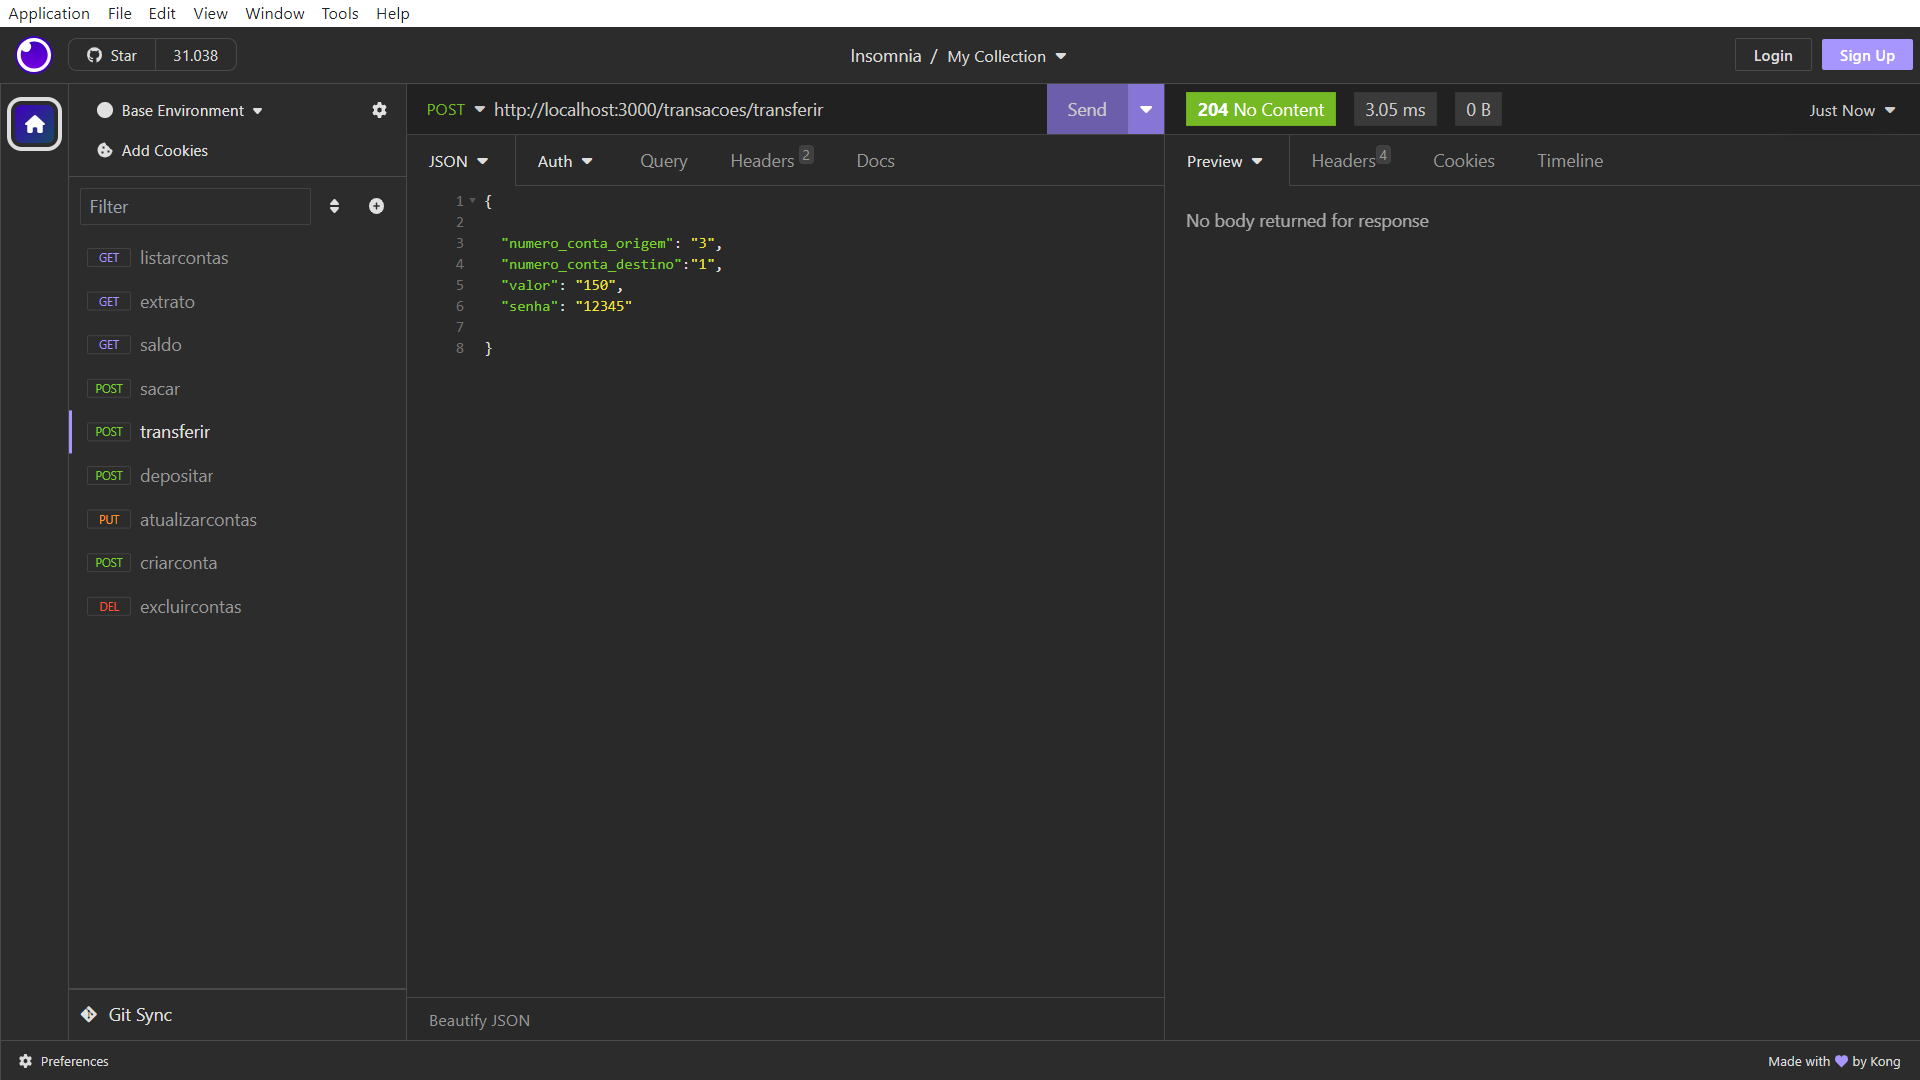 Application File Edit View Window Tools Help
Star 31.038
Insomnia / My Collection
Login Sign Up
Base Environment
Add Cookies
Filter
GET listarcontas
GET extrato
GET saldo
POST sacar
POST transferir
POST depositar
PUT atualizarcontas
POST criarconta
DEL excluircontas
Git Sync
POST http://localhost:3000/transacoes/transferir Send
JSON Auth Query Headers 2 Docs
1 {
2
3 "numero_conta_origem": "3",
4 "numero_conta_destino":"1",
5 "valor": "150",
6 "senha": "12345"
7
8 }
Beautify JSON
204 No Content 3.05 ms 0 B Just Now
Preview Headers 4 Cookies Timeline
No body returned for response
Preferences
Made with 💜 by Kong